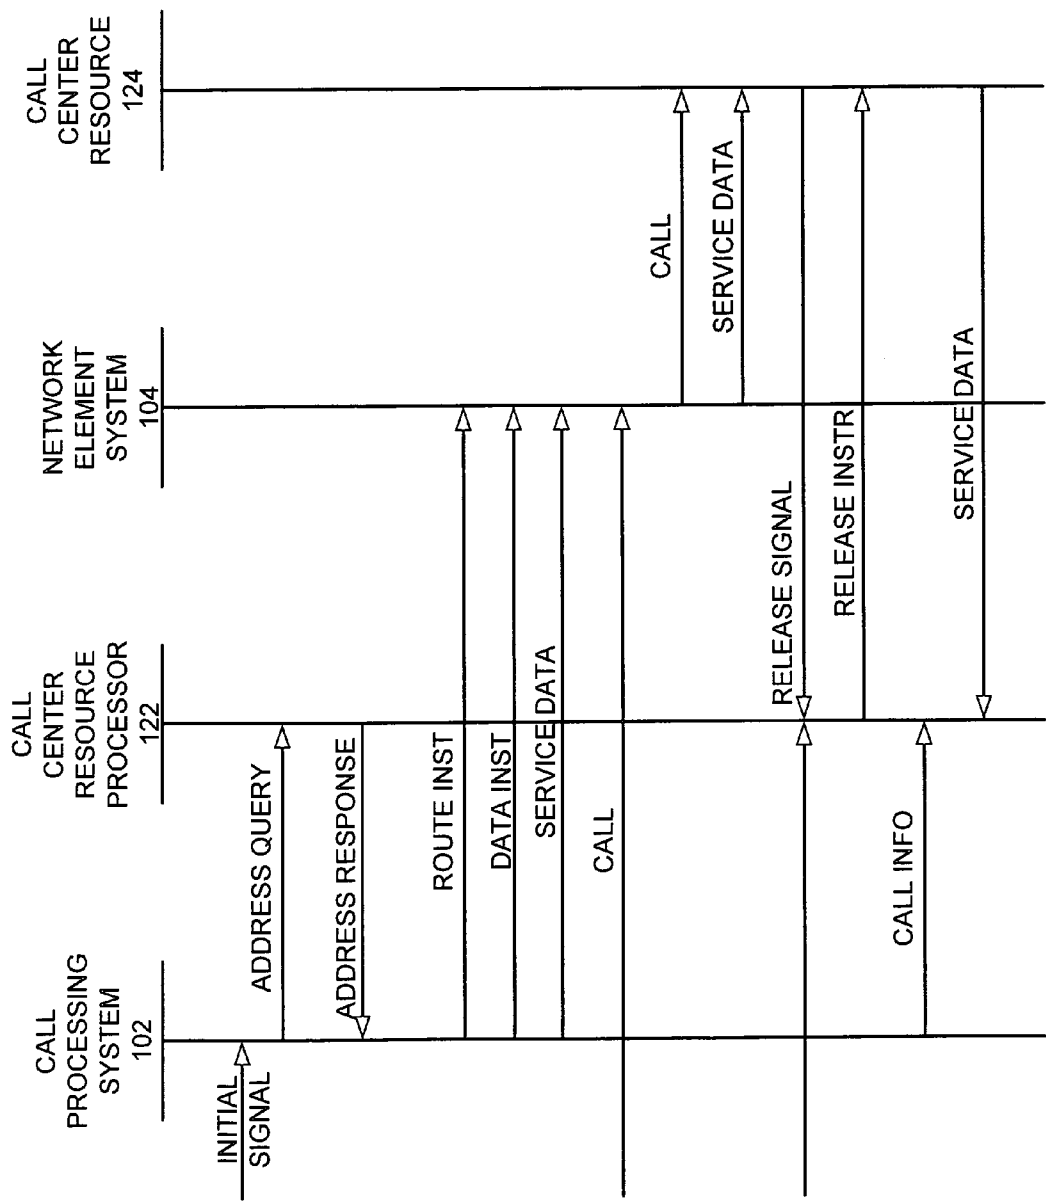 CALL
PROCESSING
SYSTEM
102
CALL
CENTER
RESOURCE
PROCESSOR
122
NETWORK
ELEMENT
SYSTEM
104
CALL
CENTER
RESOURCE
124
INITIAL
SIGNAL
ADDRESS QUERY
ADDRESS RESPONSE
ROUTE INST
DATA INST
SERVICE DATA
CALL
CALL
SERVICE DATA
RELEASE SIGNAL
RELEASE INSTR
CALL INFO
SERVICE DATA